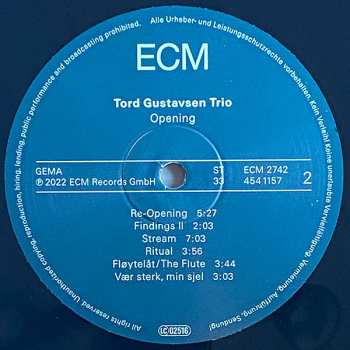 ECM
Tord Gustavsen Trio
Opening
GEMA ST ECM 2742
℗ 2022 ECM Records GmbH 33 454 1157 2
Re-Opening 5:27
Findings II 2:03
Stream 7:03
Ritual 3:56
Fløytelåt/The Flute 3:44
Vær sterk, min sjel 3:03
LC 02516
Alle Urheber- und Leistungsschutzrechte vorbehalten. Kein Verleih! Keine unerlaubte Vervielfältigung, Vermietung, Aufführung, Sendung!
All rights reserved. Unauthorized copying, reproduction, hiring, lending, public performance and broadcasting prohibited.